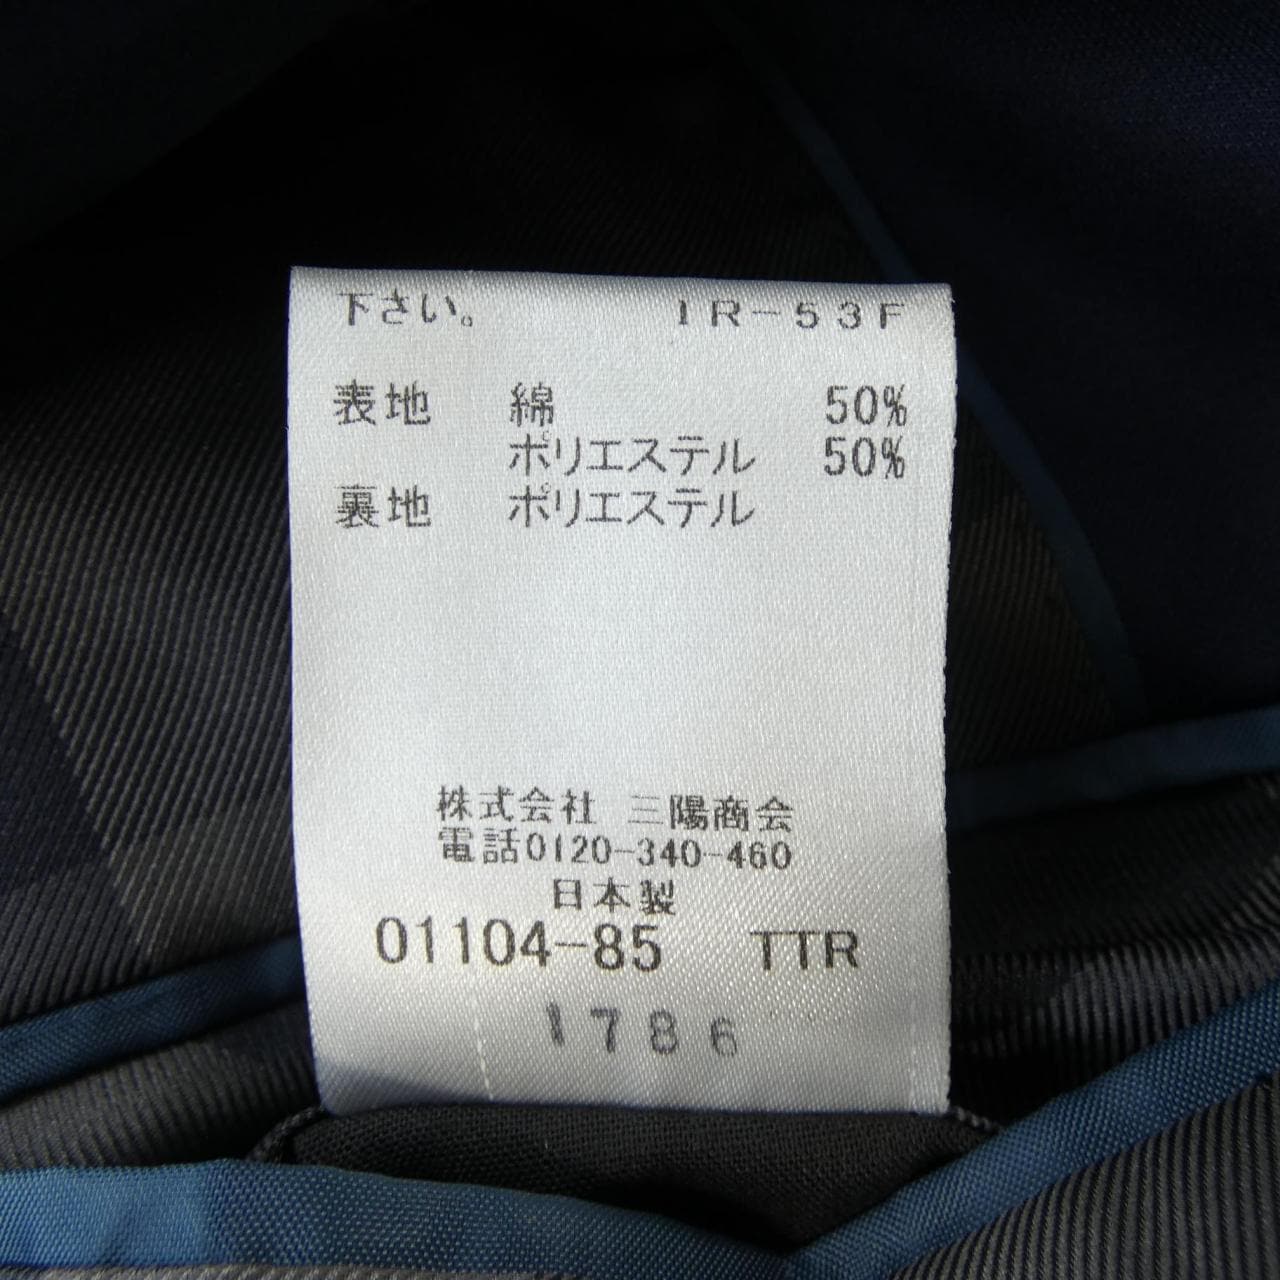 下さい。 IR-53F
表地 綿 50%
ポリエステル 50%
裏地 ポリエステル
株式会社 三陽商会
電話0120-340-460
日本製
01104-85 TTR
1786